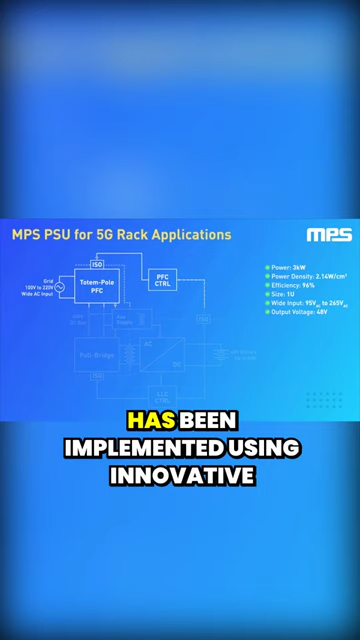 MPS PSU for 5G Rack Applications
MPS
ISO
Grid
100V to 220V
Wide AC Input
Totem-Pole
PFC
PFC
CTRL
Power: 3kW
Power Density: 2.14W/cm³
Efficiency: 96%
Size: 1U
Wide Input: 95VAC to 265VAC
Output Voltage: 48V
Full-Bridge
AC
DC
ISO
LLC
CTRL
HAS BEEN
IMPLEMENTED USING
INNOVATIVE